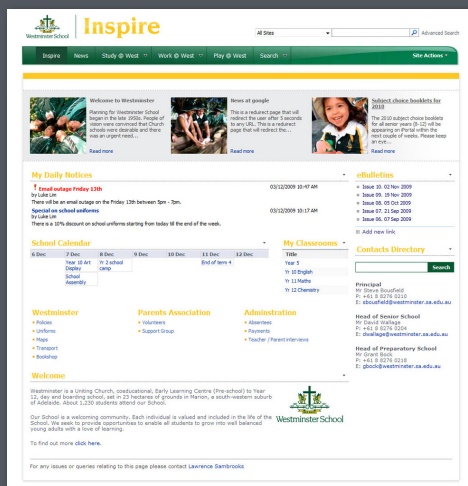 Westminster School
Inspire
All Sites
Advanced Search
Inspire News Study @ West Work @ West Play @ West Search Site Actions
Welcome to Westminster
Planning for Westminster School
began in the late 1950s. People of
vision were convinced that Church
schools were desirable and there
was an urgent need...
Read more
News at google
This is a redirect page that will
redirect the user after 5 seconds
to any URL. This is a redirect
page that will redirect the...
Read more
Subject choice booklets for
2010
The 2010 subject choice booklets
for all senior years (8-12) will be
appearing on Portal within the
next couple of weeks. Please keep
an eye...
Read more
My Daily Notices
! Email outage Friday 13th 03/12/2009 10:47 AM
by Luke Lim
There will be an email outage on the Friday 13th between 5pm - 7pm.
Special on school uniforms 03/12/2009 10:17 AM
by Luke Lim
There is a 10% discount on school uniforms starting from today till the end of the week.
eBulletins
Issue 10. 02 Nov 2009
Issue 09. 19 Nov 2009
Issue 08. 05 Oct 2009
Issue 07. 21 Sep 2009
Issue 06. 07 Sep 2009
Add new link
School Calendar
6 Dec 7 Dec 8 Dec 9 Dec 10 Dec 11 Dec 12 Dec
Year 10 Art
Display
Yr 2 school
camp
End of term 4
School
Assembly
My Classrooms
Title
Year 5
Yr 10 English
Yr 11 Maths
Yr 12 Chemistry
Contacts Directory
Search
Principal
Mr Steve Bousfield
P: +61 8 8276 0210
E: sbousfield@westminster.sa.edu.au
Head of Senior School
Mr David Wallage
P: +61 8 8276 0204
E: dwallage@westminster.sa.edu.au
Head of Preparatory School
Mr Grant Bock
P: +61 8 8276 0218
E: gbock@westminster.sa.edu.au
Westminster
Policies
Uniforms
Maps
Transport
Bookshop
Parents Association
Volunteers
Support Group
Adminstration
Absentees
Payments
Teacher / Parent interviews
Welcome
Westminster is a Uniting Church, coeducational, Early Learning Centre (Pre-school) to Year
12, day and boarding school, set in 23 hectares of grounds in Marion, a south-western suburb
of Adelaide. About 1,230 students attend our School.
Our School is a welcoming community. Each individual is valued and included in the life of the
School. We seek to provide opportunities to enable all students to grow into well balanced
young adults with a love of learning.
To find out more click here.
Westminster School
For any issues or queries relating to this page please contact Lawrence Sambrooks